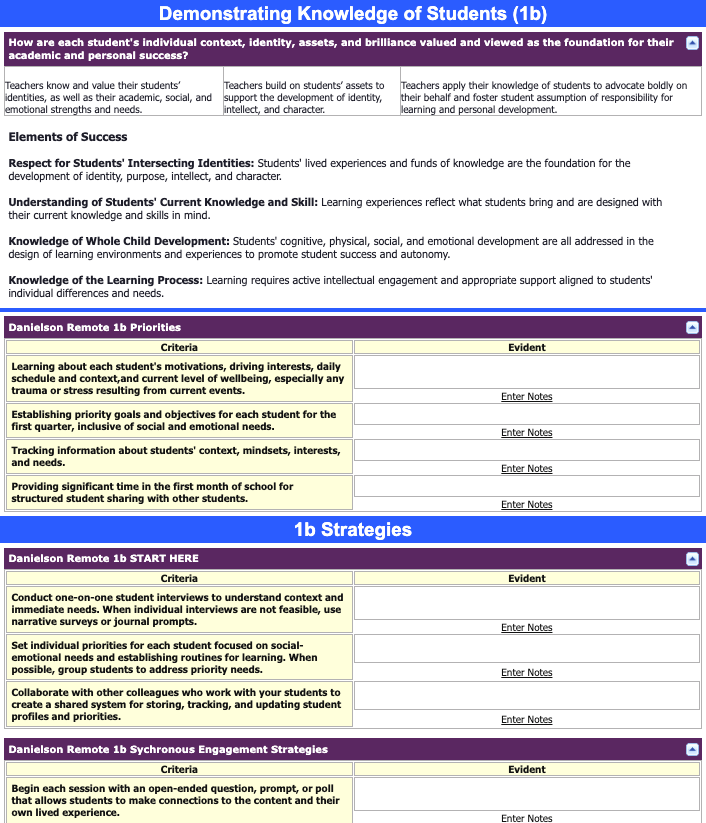 Demonstrating Knowledge of Students (1b)
How are each student's individual context, identity, assets, and brilliance valued and viewed as the foundation for their
academic and personal success?
Teachers know and value their students’
identities, as well as their academic, social, and
emotional strengths and needs.
Teachers build on students’ assets to
support the development of identity,
intellect, and character.
Teachers apply their knowledge of students to advocate boldly on
their behalf and foster student assumption of responsibility for
learning and personal development.
Elements of Success
Respect for Students' Intersecting Identities: Students' lived experiences and funds of knowledge are the foundation for the
development of identity, purpose, intellect, and character.
Understanding of Students' Current Knowledge and Skill: Learning experiences reflect what students bring and are designed with
their current knowledge and skills in mind.
Knowledge of Whole Child Development: Students' cognitive, physical, social, and emotional development are all addressed in the
design of learning environments and experiences to promote student success and autonomy.
Knowledge of the Learning Process: Learning requires active intellectual engagement and appropriate support aligned to students'
individual differences and needs.
Danielson Remote 1b Priorities
Criteria
Evident
Learning about each student's motivations, driving interests, daily
schedule and context,and current level of wellbeing, especially any
trauma or stress resulting from current events.
Enter Notes
Establishing priority goals and objectives for each student for the
first quarter, inclusive of social and emotional needs.
Enter Notes
Tracking information about students' context, mindsets, interests,
and needs.
Enter Notes
Providing significant time in the first month of school for
structured student sharing with other students.
Enter Notes
1b Strategies
Danielson Remote 1b START HERE
Criteria
Evident
Conduct one-on-one student interviews to understand context and
immediate needs. When individual interviews are not feasible, use
narrative surveys or journal prompts.
Enter Notes
Set individual priorities for each student focused on social-
emotional needs and establishing routines for learning. When
possible, group students to address priority needs.
Enter Notes
Collaborate with other colleagues who work with your students to
create a shared system for storing, tracking, and updating student
profiles and priorities.
Enter Notes
Danielson Remote 1b Sychronous Engagement Strategies
Criteria
Evident
Begin each session with an open-ended question, prompt, or poll
that allows students to make connections to the content and their
own lived experience.
Enter Notes